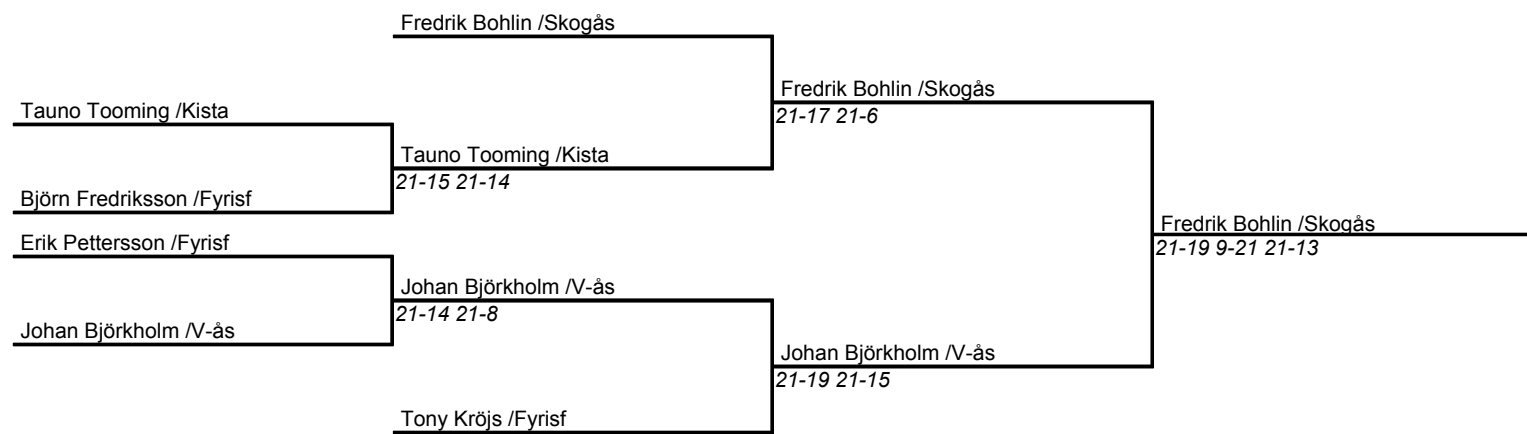 Fredrik Bohlin /Skogås
Fredrik Bohlin /Skogås
21-17 21-6
Tauno Tooming /Kista
Tauno Tooming /Kista
21-15 21-14
Björn Fredriksson /Fyrisf
Fredrik Bohlin /Skogås
21-19 9-21 21-13
Erik Pettersson /Fyrisf
Johan Björkholm /V-ås
21-14 21-8
Johan Björkholm /V-ås
Johan Björkholm /V-ås
21-19 21-15
Tony Kröjs /Fyrisf